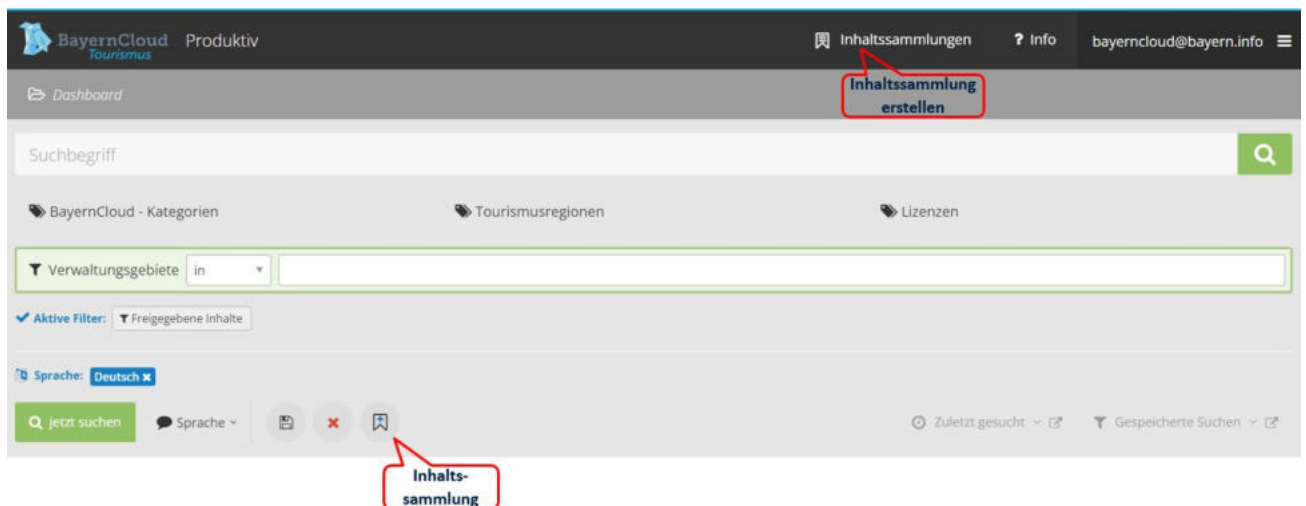 BayernCloud Produktiv Inhaltssammlungen ? Info bayerncloud@bayern.info
Tourismus
Inhaltssammlung
erstellen
Dashboard
Suchbegriff
BayernCloud - Kategorien Tourismusregionen Lizenzen
Verwaltungsgebiete in
Aktive Filter: Freigegebene Inhalte
Sprache: Deutsch x
jetzt suchen Sprache Zuletzt gesucht Gespeicherte Suchen
Inhalts-
sammlung